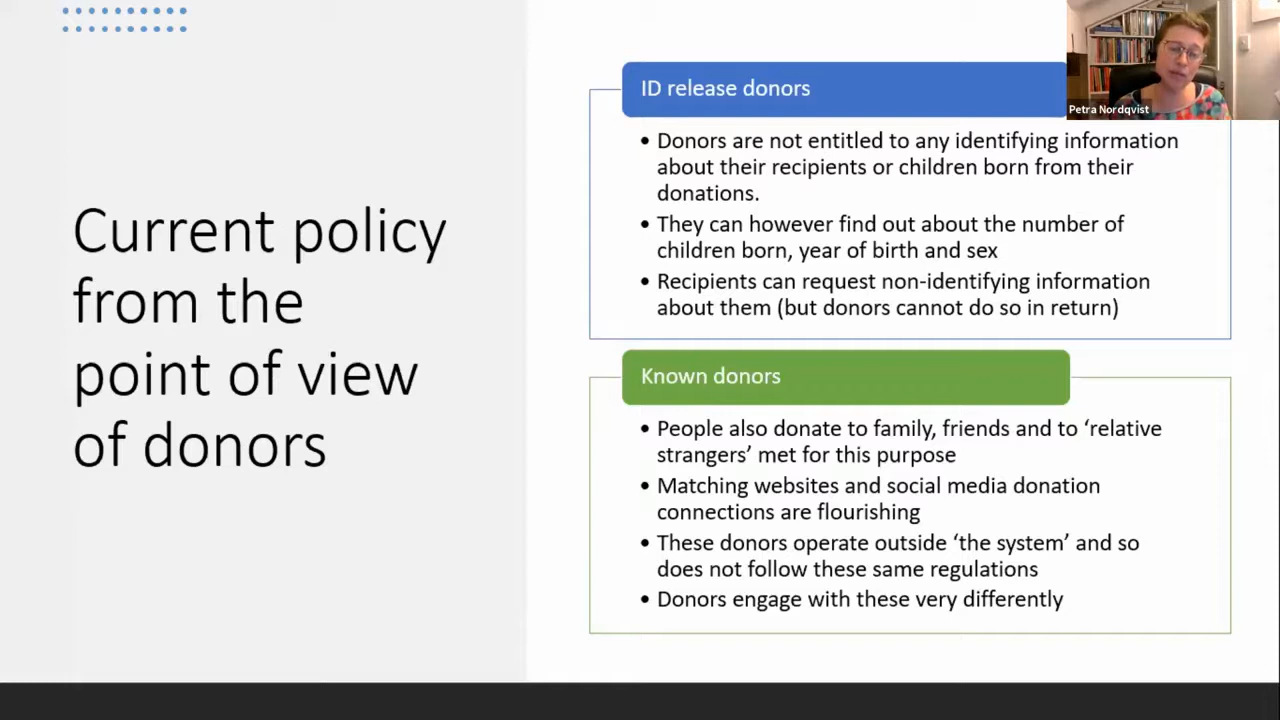 Current policy
from the
point of view
of donors
ID release donors
• Donors are not entitled to any identifying information
about their recipients or children born from their
donations.
• They can however find out about the number of
children born, year of birth and sex
• Recipients can request non-identifying information
about them (but donors cannot do so in return)
Known donors
• People also donate to family, friends and to ‘relative
strangers’ met for this purpose
• Matching websites and social media donation
connections are flourishing
• These donors operate outside ‘the system’ and so
does not follow these same regulations
• Donors engage with these very differently
Petra Nordqvist